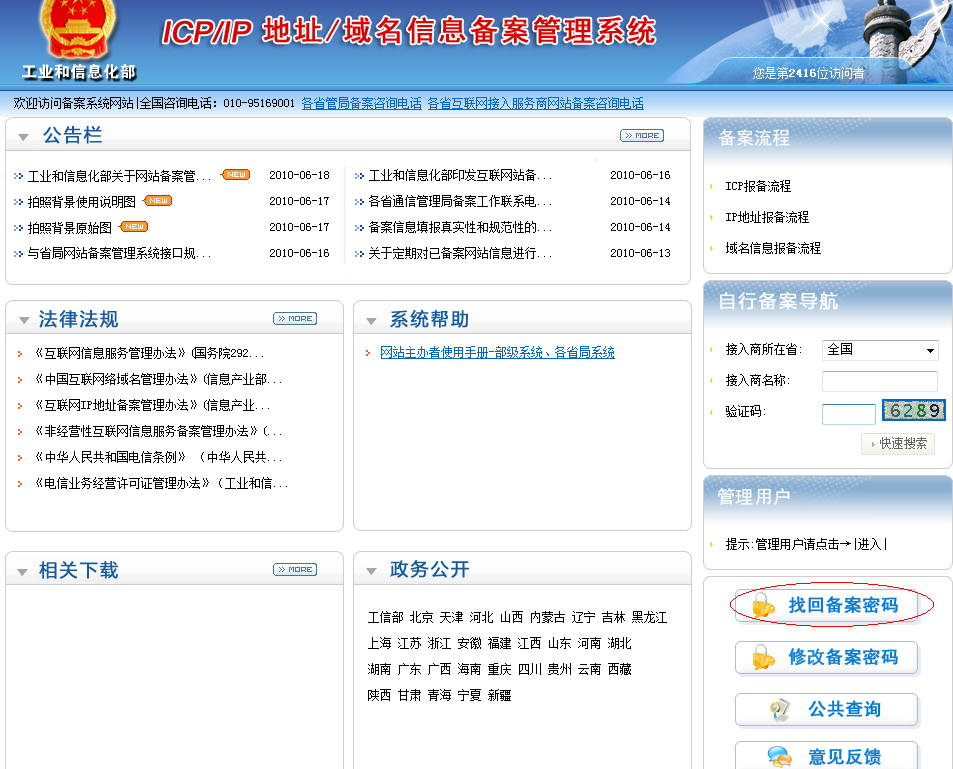 ICP/IP 地址/域名信息备案管理系统
工业和信息化部
您是第2416位访问者
欢迎访问备案系统网站|全国咨询电话：010-95169001 各省管局备案咨询电话 各省互联网接入服务商网站备案咨询电话
公告栏
MORE
工业和信息化部关于网站备案管... NEW 2010-06-18
拍照背景使用说明图 NEW 2010-06-17
拍照背景原始图 NEW 2010-06-17
与省局网站备案管理系统接口规... 2010-06-16
工业和信息化部印发互联网站备... 2010-06-16
各省通信管理局备案工作联系电... 2010-06-14
备案信息填报真实性和规范性的... 2010-06-14
关于定期对已备案网站信息进行... 2010-06-13
法律法规
MORE
《互联网信息服务管理办法》(国务院292...
《中国互联网络域名管理办法》(信息产业部...
《互联网IP地址备案管理办法》(信息产业...
《非经营性互联网信息服务备案管理办法》(...
《中华人民共和国电信条例》（中华人民共...
《电信业务经营许可证管理办法》（工业和信...
系统帮助
网站主办者使用手册-部级系统、各省局系统
相关下载
MORE
政务公开
工信部 北京 天津 河北 山西 内蒙古 辽宁 吉林 黑龙江
上海 江苏 浙江 安徽 福建 江西 山东 河南 湖北
湖南 广东 广西 海南 重庆 四川 贵州 云南 西藏
陕西 甘肃 青海 宁夏 新疆
备案流程
ICP报备流程
IP地址报备流程
域名信息报备流程
自行备案导航
接入商所在省: 全国
接入商名称:
验证码: 6289
快速搜索
管理用户
提示:管理用户请点击→|进入|
找回备案密码
修改备案密码
公共查询
意见反馈